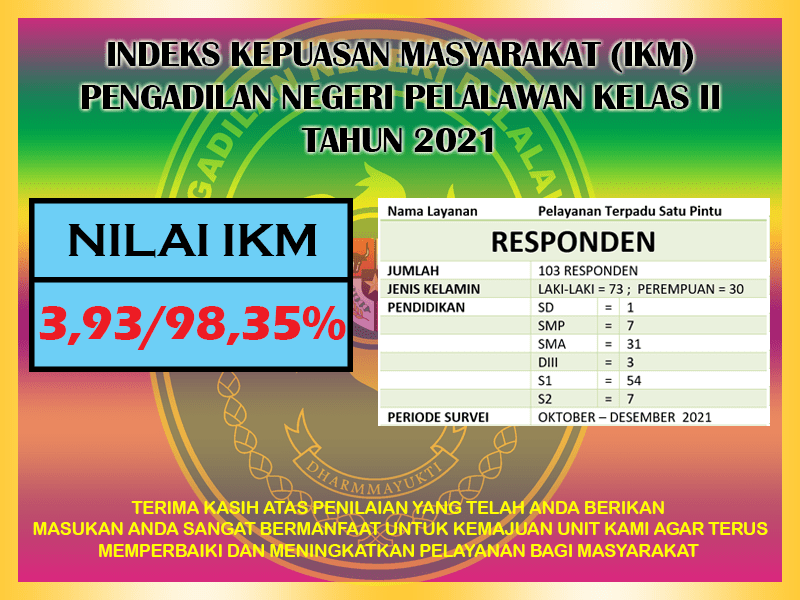 INDEKS KEPUASAN MASYARAKAT (IKM)
PENGADILAN NEGERI PELALAWAN KELAS II
TAHUN 2021
NILAI IKM
3,93/98,35%
Nama Layanan Pelayanan Terpadu Satu Pintu
RESPONDEN
JUMLAH 103 RESPONDEN
JENIS KELAMIN LAKI-LAKI = 73 ; PEREMPUAN = 30
PENDIDIKAN SD = 1
SMP = 7
SMA = 31
DIII = 3
S1 = 54
S2 = 7
PERIODE SURVEI OKTOBER – DESEMBER 2021
DHARMMAYUKTI
TERIMA KASIH ATAS PENILAIAN YANG TELAH ANDA BERIKAN
MASUKAN ANDA SANGAT BERMANFAAT UNTUK KEMAJUAN UNIT KAMI AGAR TERUS
MEMPERBAIKI DAN MENINGKATKAN PELAYANAN BAGI MASYARAKAT